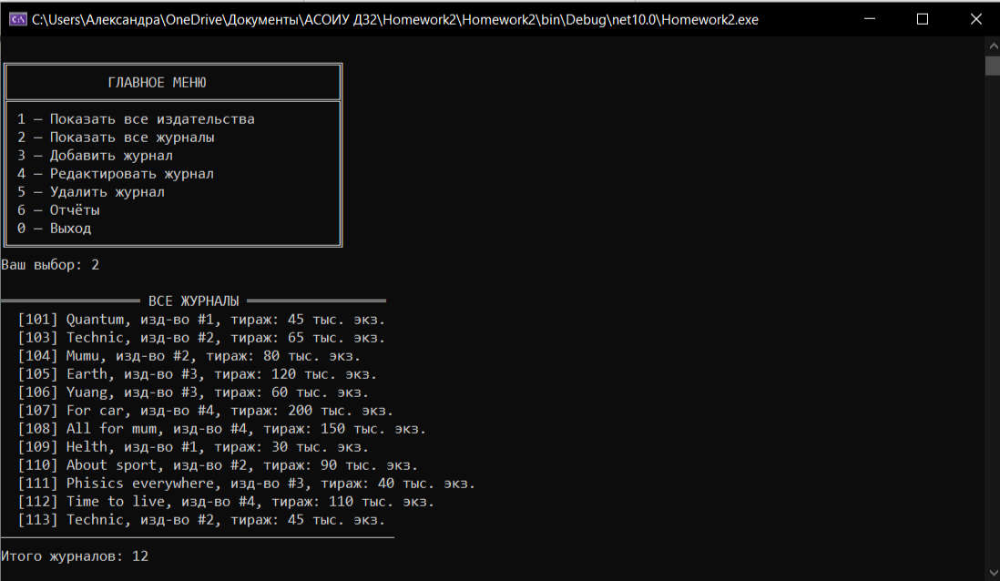 C:\Users\Александра\OneDrive\Документы\АСОИУ ДЗ2\Homework2\Homework2\bin\Debug\net10.0\Homework2.exe
ГЛАВНОЕ МЕНЮ
1 — Показать все издательства
2 — Показать все журналы
3 — Добавить журнал
4 — Редактировать журнал
5 — Удалить журнал
6 — Отчёты
0 — Выход
Ваш выбор: 2
ВСЕ ЖУРНАЛЫ
[101] Quantum, изд-во #1, тираж: 45 тыс. экз.
[103] Technic, изд-во #2, тираж: 65 тыс. экз.
[104] Mumu, изд-во #2, тираж: 80 тыс. экз.
[105] Earth, изд-во #3, тираж: 120 тыс. экз.
[106] Yuang, изд-во #3, тираж: 60 тыс. экз.
[107] For car, изд-во #4, тираж: 200 тыс. экз.
[108] All for mum, изд-во #4, тираж: 150 тыс. экз.
[109] Helth, изд-во #1, тираж: 30 тыс. экз.
[110] About sport, изд-во #2, тираж: 90 тыс. экз.
[111] Phisics everywhere, изд-во #3, тираж: 40 тыс. экз.
[112] Time to live, изд-во #4, тираж: 110 тыс. экз.
[113] Technic, изд-во #2, тираж: 45 тыс. экз.
Итого журналов: 12